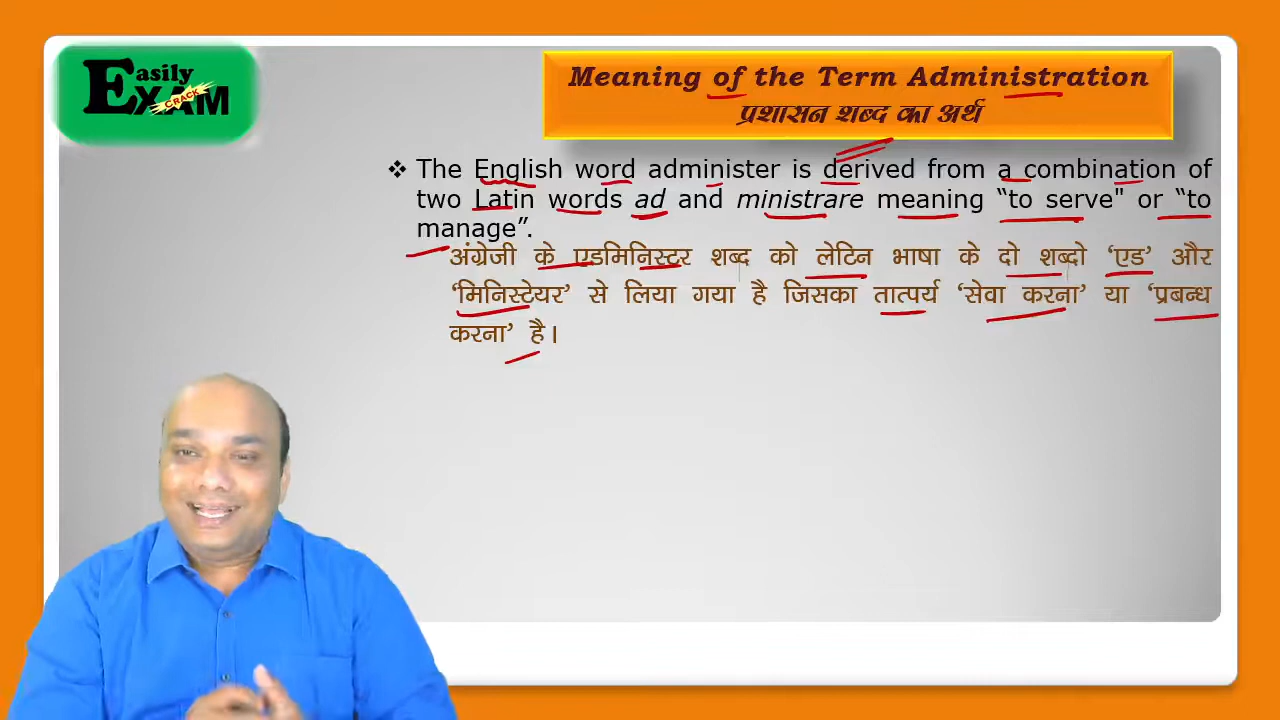 Easily
EXAM
CRACK
Meaning of the Term Administration
प्रशासन शब्द का अर्थ
❖ The English word administer is derived from a combination of
two Latin words ad and ministrare meaning “to serve" or “to
manage”.
अंग्रेजी के एडमिनिस्टर शब्द को लेटिन भाषा के दो शब्दो ‘एड’ और
‘मिनिस्टेयर’ से लिया गया है जिसका तात्पर्य ‘सेवा करना’ या ‘प्रबन्ध
करना’ है।